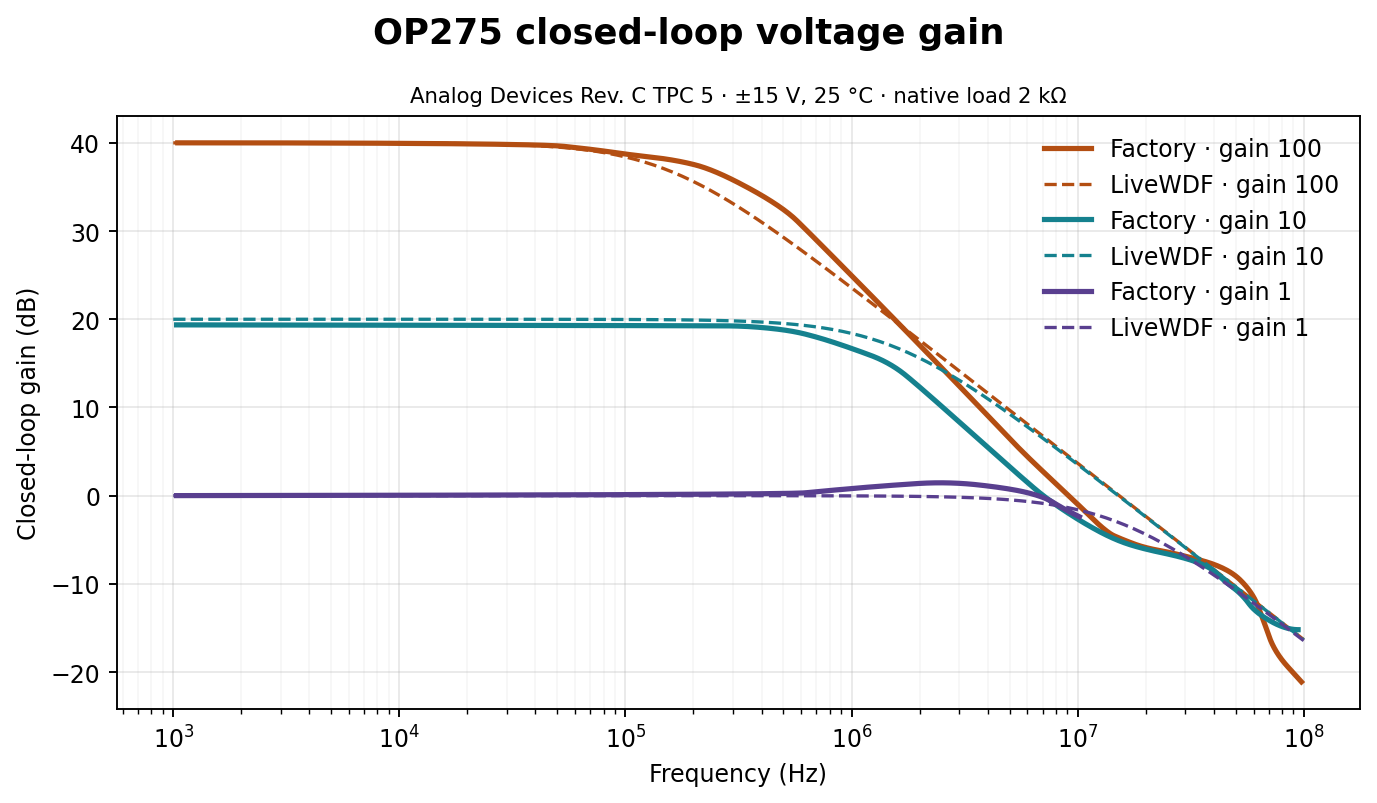 OP275 closed-loop voltage gain
Analog Devices Rev. C TPC 5 · ±15 V, 25 °C · native load 2 kΩ
Closed-loop gain (dB)
40
30
20
10
0
−10
−20
Factory · gain 100
LiveWDF · gain 100
Factory · gain 10
LiveWDF · gain 10
Factory · gain 1
LiveWDF · gain 1
10³ 10⁴ 10⁵ 10⁶ 10⁷ 10⁸
Frequency (Hz)